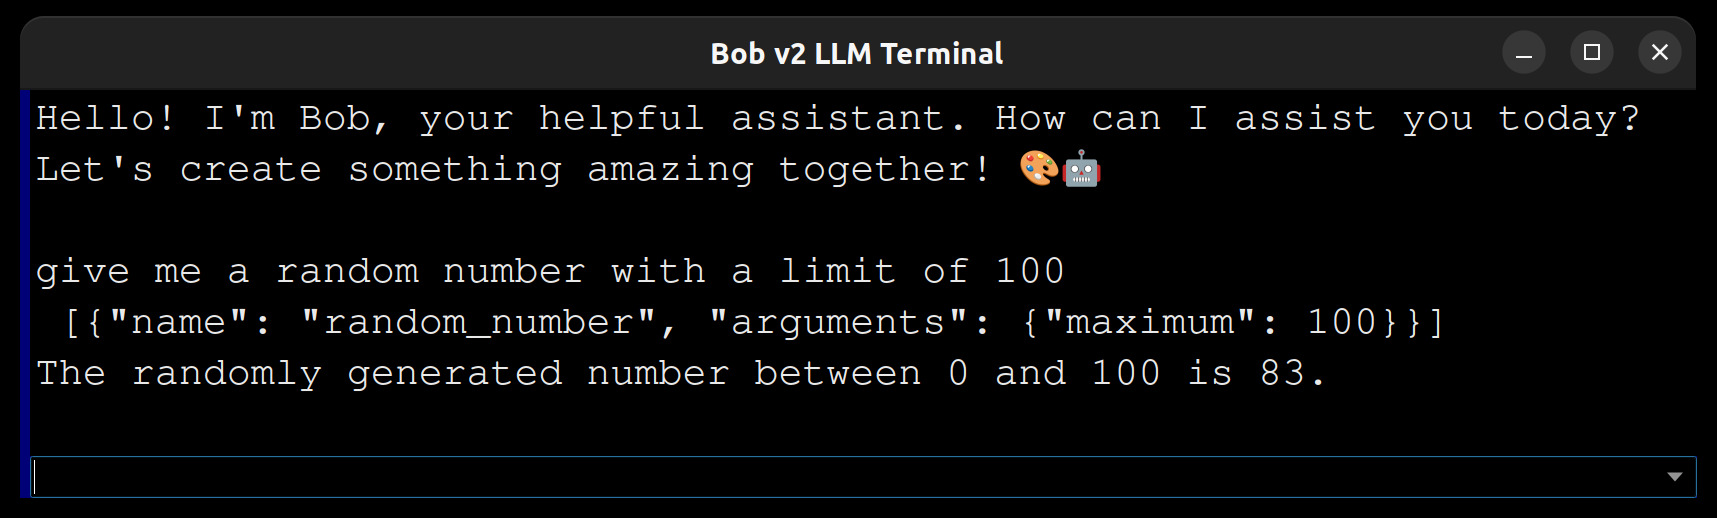 Bob v2 LLM Terminal
Hello! I'm Bob, your helpful assistant. How can I assist you today?
Let's create something amazing together! 🎨🤖
give me a random number with a limit of 100
[{"name": "random_number", "arguments": {"maximum": 100}}]
The randomly generated number between 0 and 100 is 83.